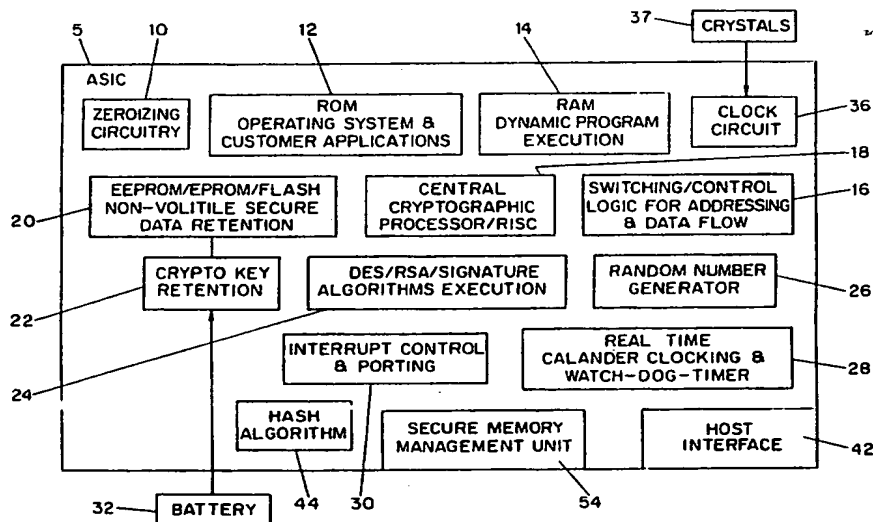 37
CRYSTALS
5
10
12
14
ASIC
ZEROIZING
CIRCUITRY
ROM
OPERATING SYSTEM &
CUSTOMER APPLICATIONS
RAM
DYNAMIC PROGRAM
EXECUTION
CLOCK
CIRCUIT
36
18
20
EEPROM/EPROM/FLASH
NON-VOLITILE SECURE
DATA RETENTION
CENTRAL
CRYPTOGRAPHIC
PROCESSOR/RISC
SWITCHING/CONTROL
LOGIC FOR ADDRESSING
& DATA FLOW
16
22
CRYPTO KEY
RETENTION
DES/RSA/SIGNATURE
ALGORITHMS EXECUTION
RANDOM NUMBER
GENERATOR
26
24
INTERRUPT CONTROL
& PORTING
REAL TIME
CALANDER CLOCKING &
WATCH-DOG-TIMER
28
HASH
ALGORITHM
SECURE MEMORY
MANAGEMENT UNIT
HOST
INTERFACE
42
32
BATTERY
44
30
54